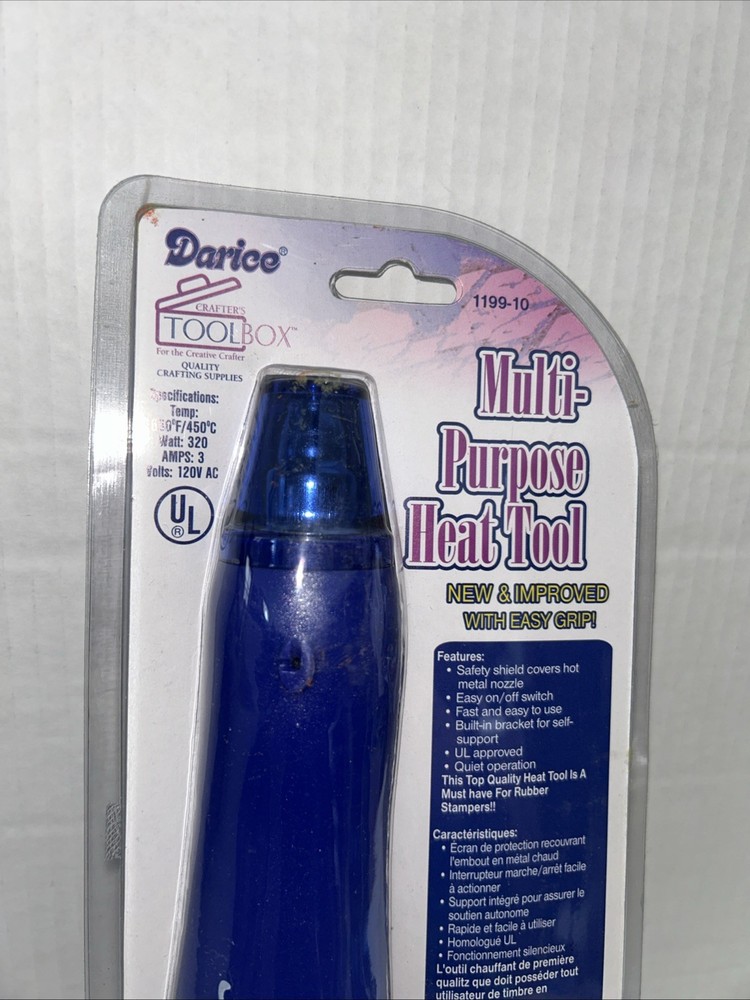 Darice®
CRAFTER'S
TOOLBOX™
For the Creative Crafter
QUALITY
CRAFTING SUPPLIES
1199-10
Specifications:
Temp:
/450°C
Watt: 320
AMPS: 3
Volts: 120V AC
UL
®
Multi-
Purpose
Heat Tool
NEW & IMPROVED
WITH EASY GRIP!
Features:
• Safety shield covers hot
metal nozzle
• Easy on/off switch
• Fast and easy to use
• Built-in bracket for self-
support
• UL approved
• Quiet operation
This Top Quality Heat Tool Is A
Must have For Rubber
Stampers!!
Caractéristiques:
• Écran de protection recouvrant
l'embout en métal chaud
• Interrupteur marche/arrêt facile
à actionner
• Support intégré pour assurer le
soutien autonome
• Rapide et facile à utiliser
• Homologué UL
• Fonctionnement silencieux
L'outil chauffant de première
qualitz que doit posséder tout
utilisateur de timbre en